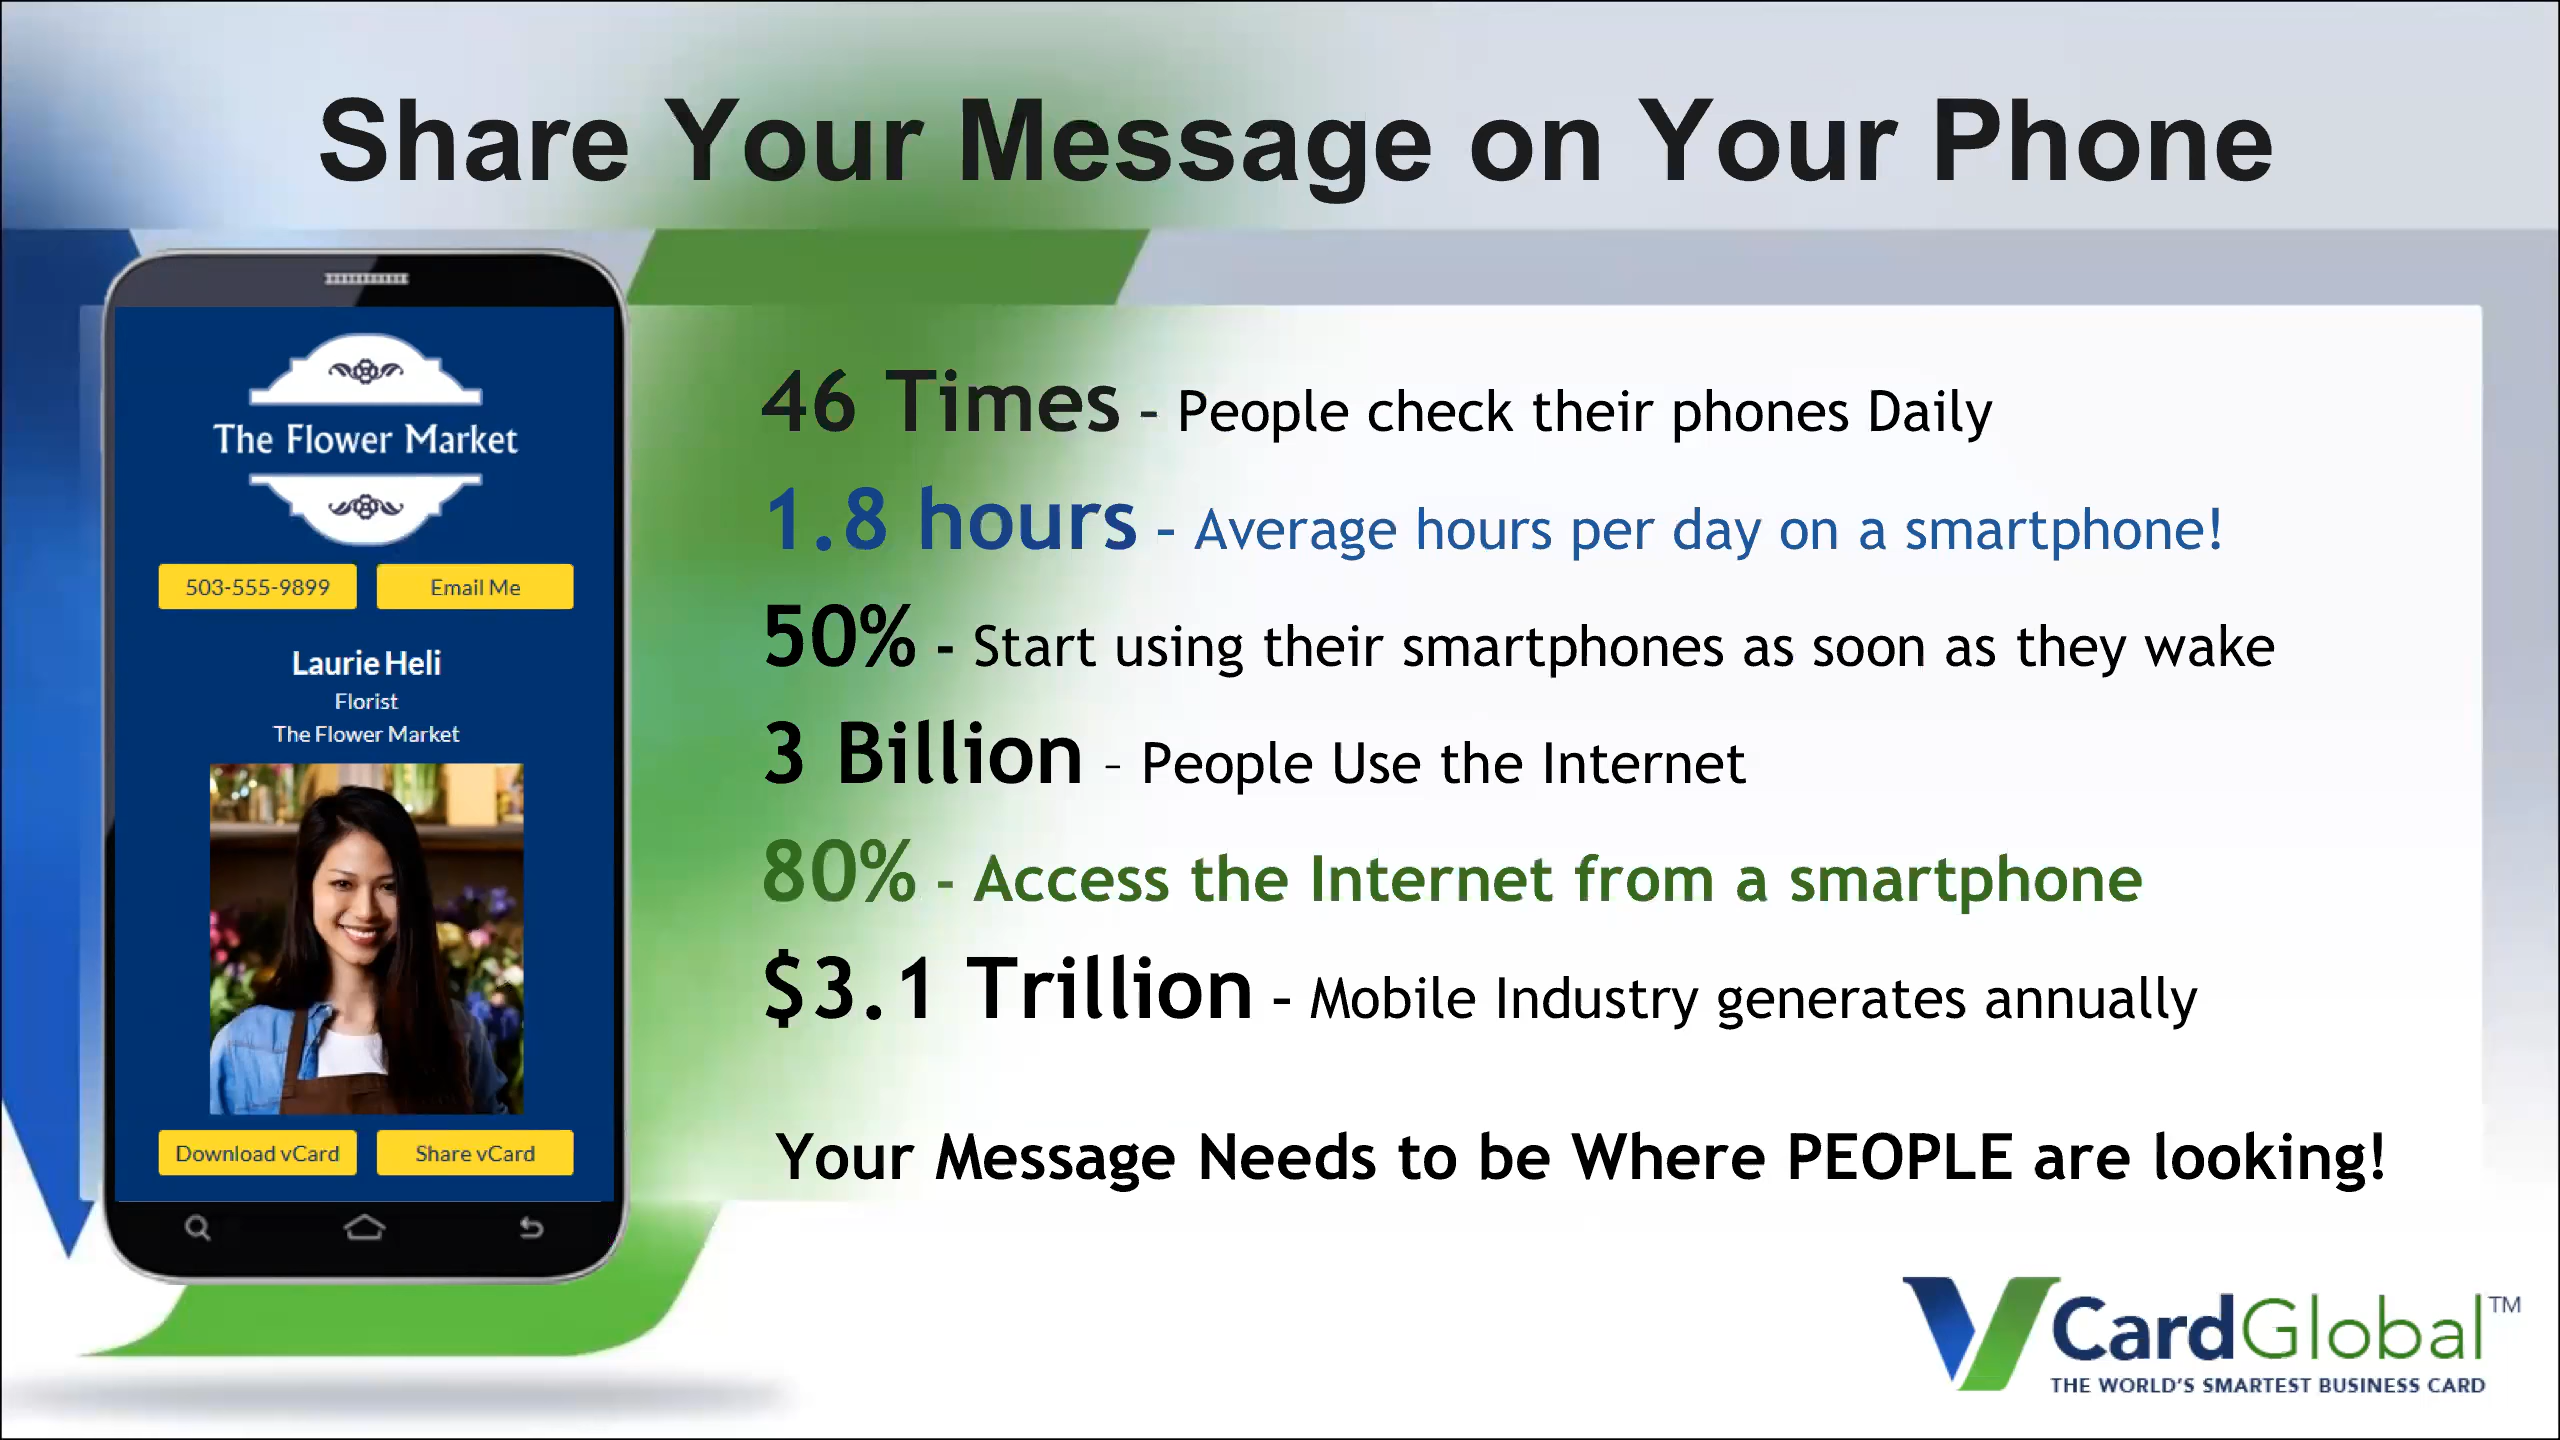 Share Your Message on Your Phone
The Flower Market
503-555-9899
Email Me
Laurie Heli
Florist
The Flower Market
Download vCard
Share vCard
46 Times – People check their phones Daily
1.8 hours – Average hours per day on a smartphone!
50% - Start using their smartphones as soon as they wake
3 Billion – People Use the Internet
80% - Access the Internet from a smartphone
$3.1 Trillion – Mobile Industry generates annually
Your Message Needs to be Where PEOPLE are looking!
VCardGlobal™
THE WORLD'S SMARTEST BUSINESS CARD